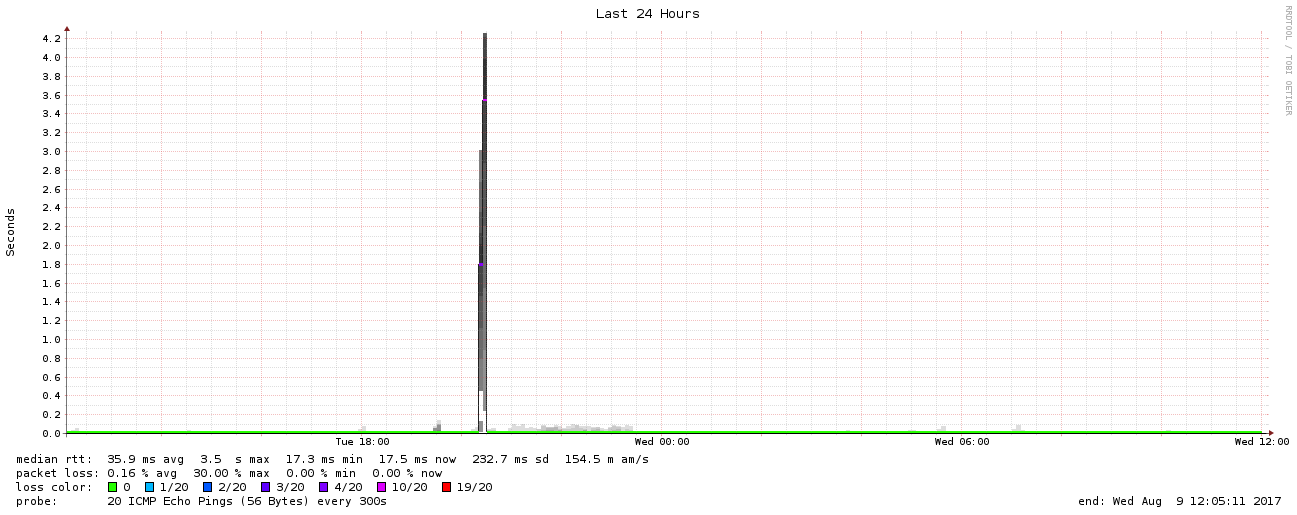 Last 24 Hours
RRDTOOL / TOBI OETIKER
Seconds
4.2
4.0
3.8
3.6
3.4
3.2
3.0
2.8
2.6
2.4
2.2
2.0
1.8
1.6
1.4
1.2
1.0
0.8
0.6
0.4
0.2
0.0
Tue 18:00 Wed 00:00 Wed 06:00 Wed 12:00
median rtt: 35.9 ms avg 3.5 s max 17.3 ms min 17.5 ms now 232.7 ms sd 154.5 m am/s
packet loss: 0.16 % avg 30.00 % max 0.00 % min 0.00 % now
loss color: 0 1/20 2/20 3/20 4/20 10/20 19/20
probe: 20 ICMP Echo Pings (56 Bytes) every 300s end: Wed Aug 9 12:05:11 2017